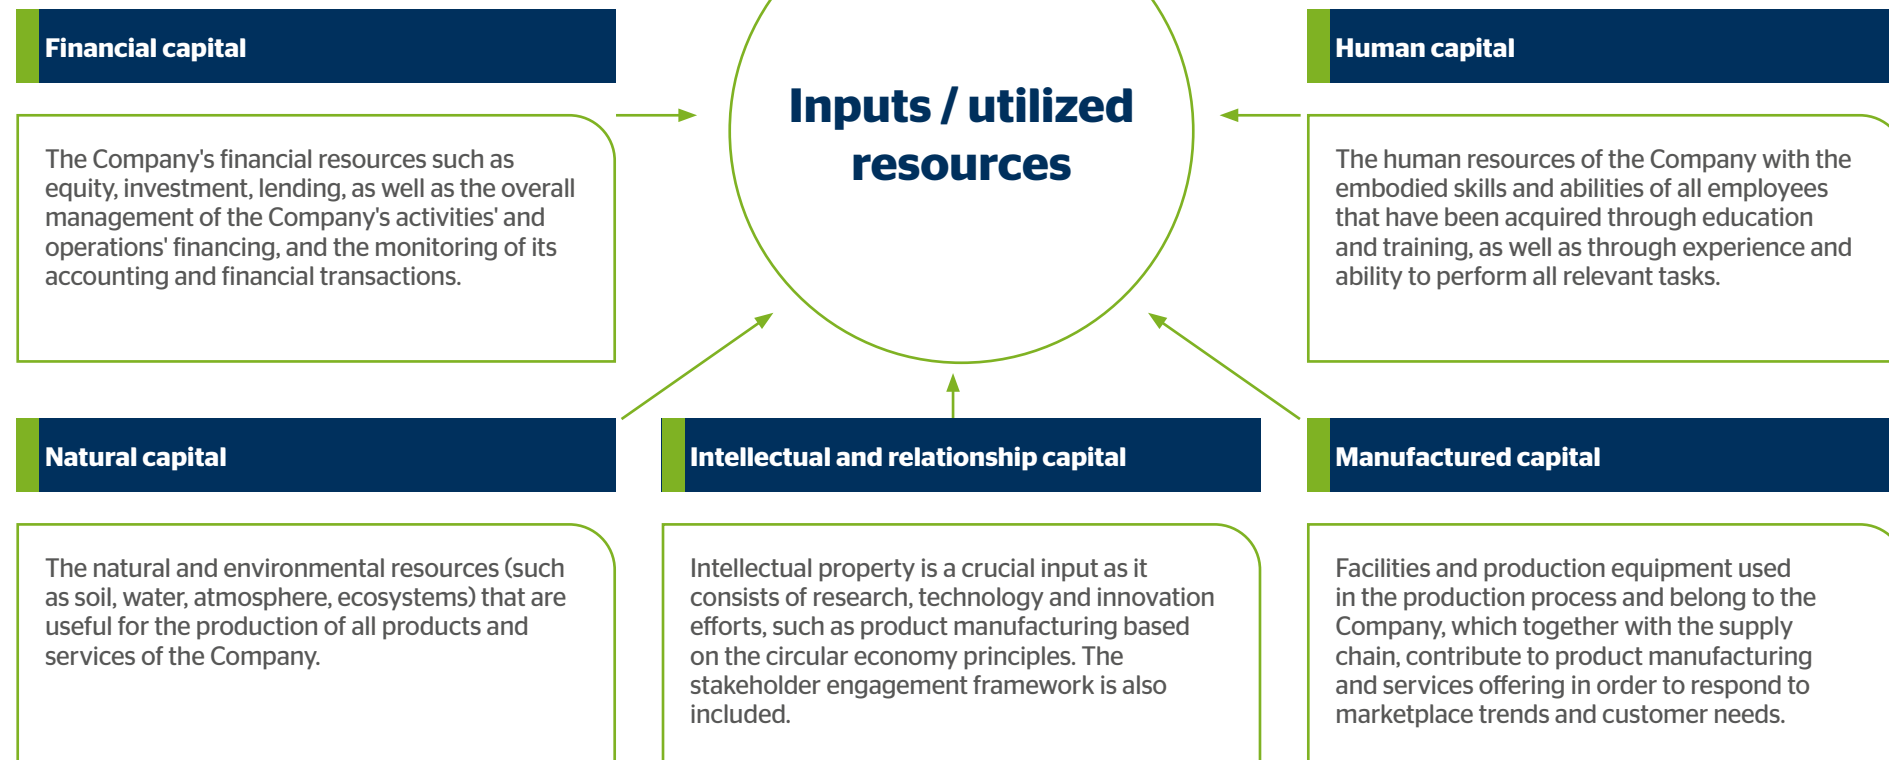 Financial capital
The Company's financial resources such as
equity, investment, lending, as well as the overall
management of the Company's activities' and
operations' financing, and the monitoring of its
accounting and financial transactions.
Inputs / utilized
resources
Human capital
The human resources of the Company with the
embodied skills and abilities of all employees
that have been acquired through education
and training, as well as through experience and
ability to perform all relevant tasks.
Natural capital
The natural and environmental resources (such
as soil, water, atmosphere, ecosystems) that are
useful for the production of all products and
services of the Company.
Intellectual and relationship capital
Intellectual property is a crucial input as it
consists of research, technology and innovation
efforts, such as product manufacturing based
on the circular economy principles. The
stakeholder engagement framework is also
included.
Manufactured capital
Facilities and production equipment used
in the production process and belong to the
Company, which together with the supply
chain, contribute to product manufacturing
and services offering in order to respond to
marketplace trends and customer needs.